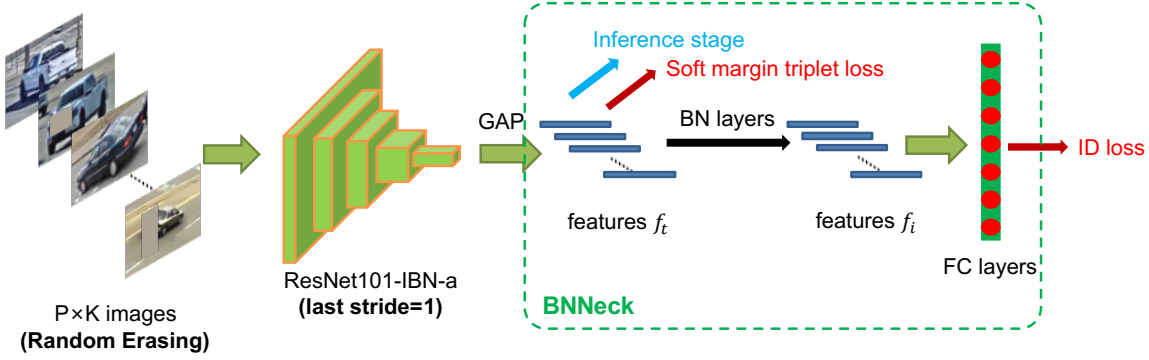 P×K images
(Random Erasing)
ResNet101-IBN-a
(last stride=1)
GAP
Inference stage
Soft margin triplet loss
features f_t
BN layers
features f_i
FC layers
ID loss
BNNeck